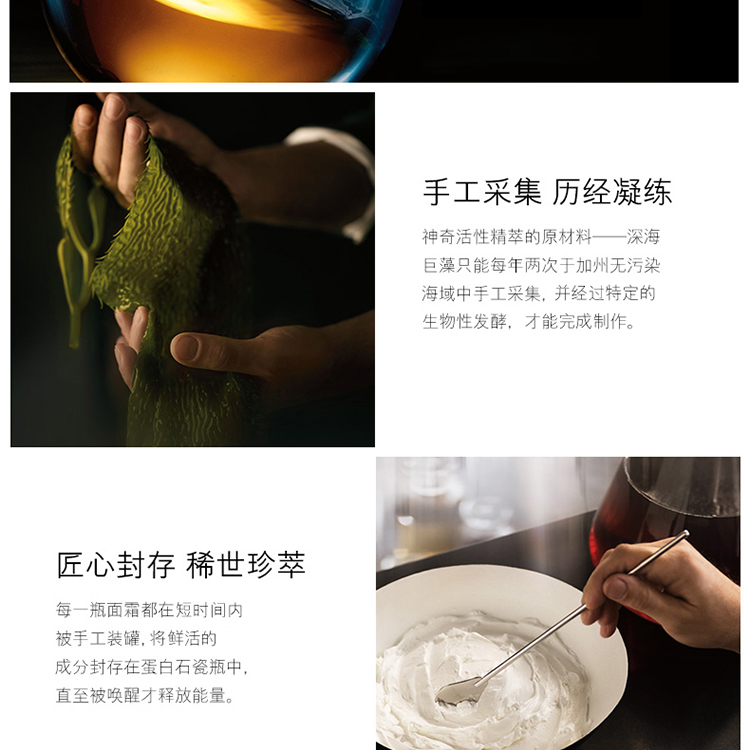 手工采集 历经凝练
神奇活性精萃的原材料——深海
巨藻只能每年两次于加州无污染
海域中手工采集, 并经过特定的
生物性发酵, 才能完成制作。
匠心封存 稀世珍萃
每一瓶面霜都在短时间内
被手工装罐, 将鲜活的
成分封存在蛋白石瓷瓶中,
直至被唤醒才释放能量。